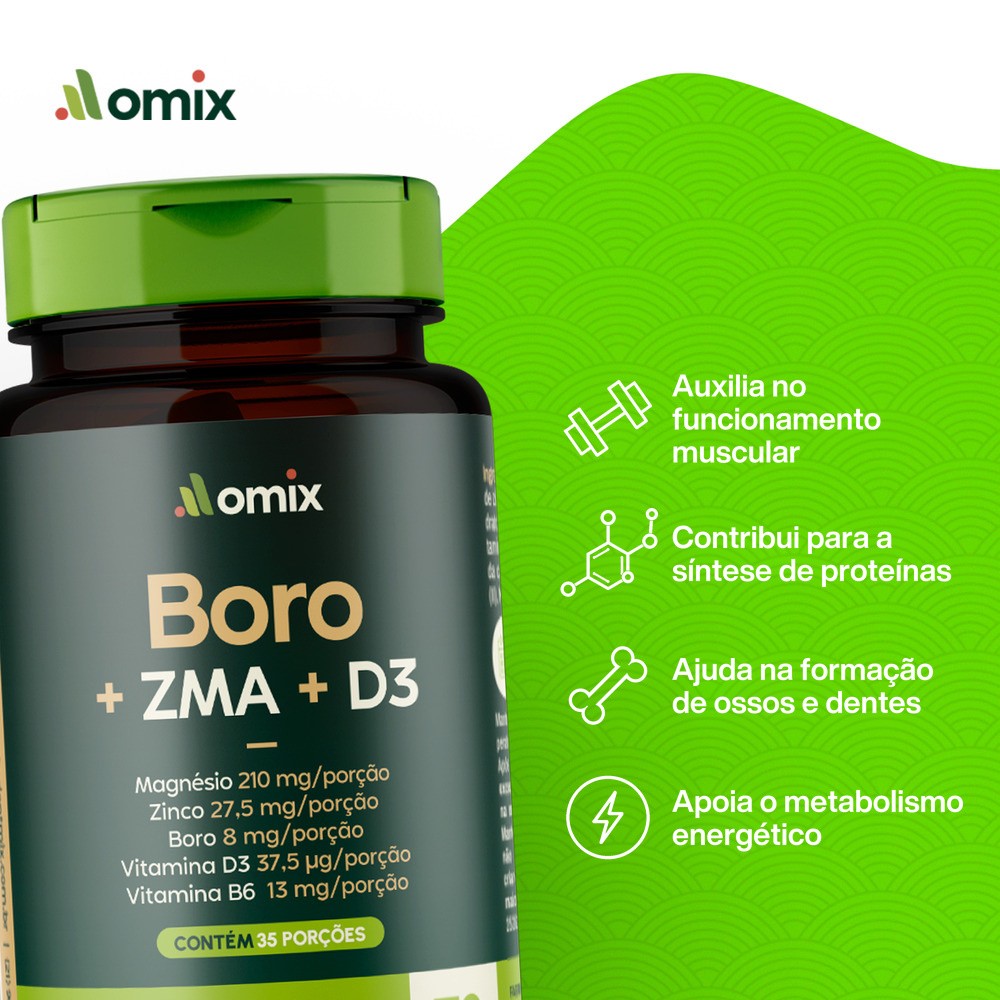 omix
omix
Boro
+ ZMA + D3
Magnésio 210 mg/porção
Zinco 27,5 mg/porção
Boro 8 mg/porção
Vitamina D3 37,5 µg/porção
Vitamina B6 13 mg/porção
CONTÉM 35 PORÇÕES
Auxilia no
funcionamento
muscular
Contribui para a
síntese de proteínas
Ajuda na formação
de ossos e dentes
Apoia o metabolismo
energético